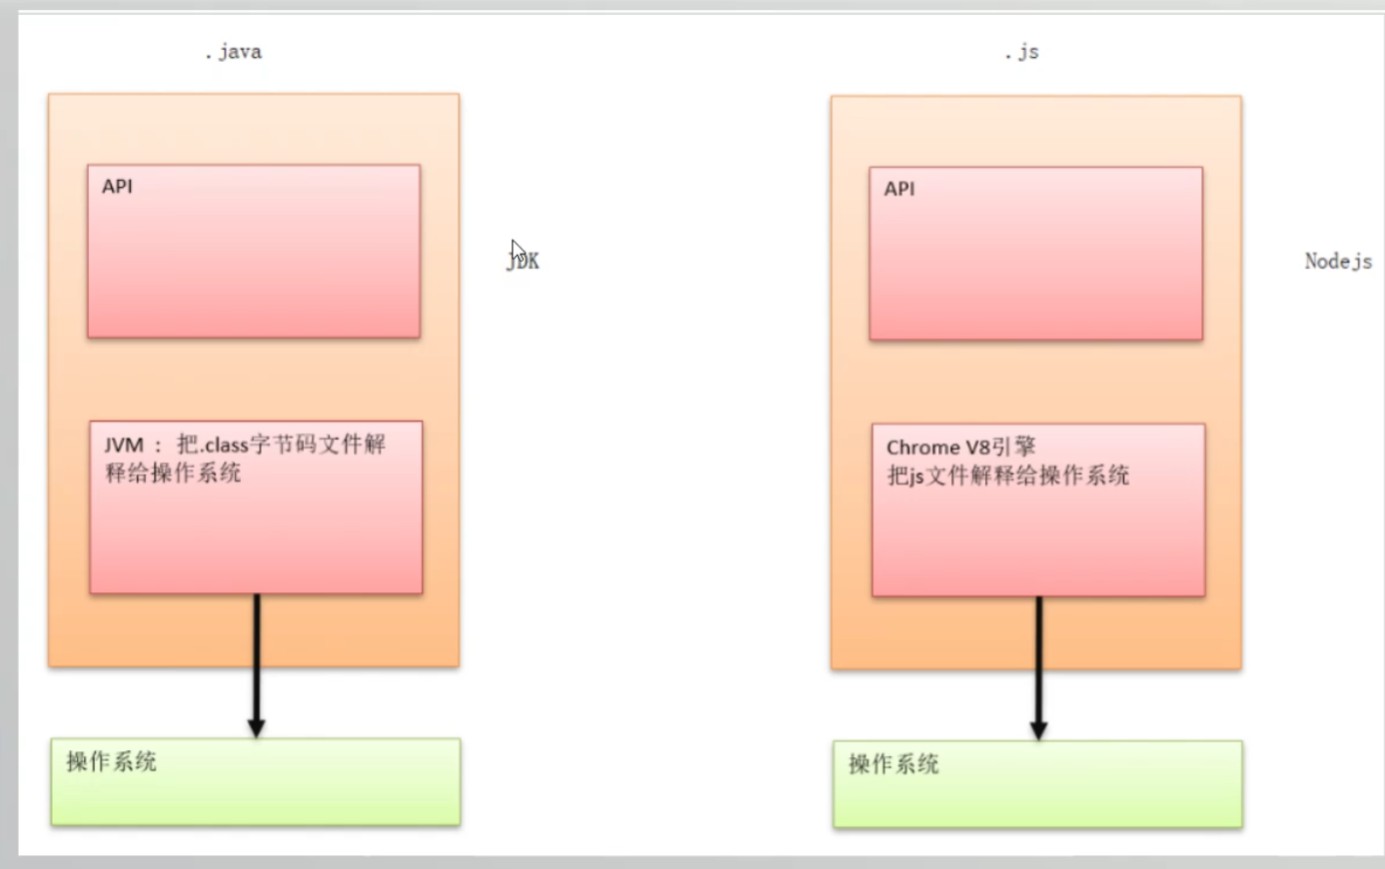 .java
.js
API
API
jDK
Nodejs
JVM ： 把.class字节码文件解
释给操作系统
Chrome V8引擎
把js文件解释给操作系统
操作系统
操作系统